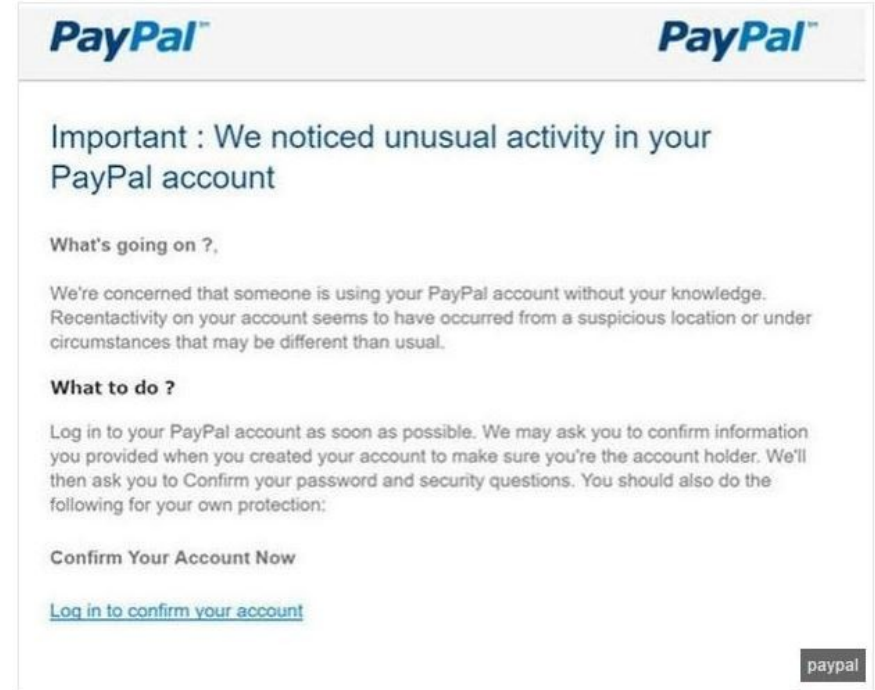 PayPal™ PayPal™
Important : We noticed unusual activity in your
PayPal account
What's going on ?,
We're concerned that someone is using your PayPal account without your knowledge.
Recentactivity on your account seems to have occurred from a suspicious location or under
circumstances that may be different than usual.
What to do ?
Log in to your PayPal account as soon as possible. We may ask you to confirm information
you provided when you created your account to make sure you're the account holder. We'll
then ask you to Confirm your password and security questions. You should also do the
following for your own protection:
Confirm Your Account Now
Log in to confirm your account
paypal